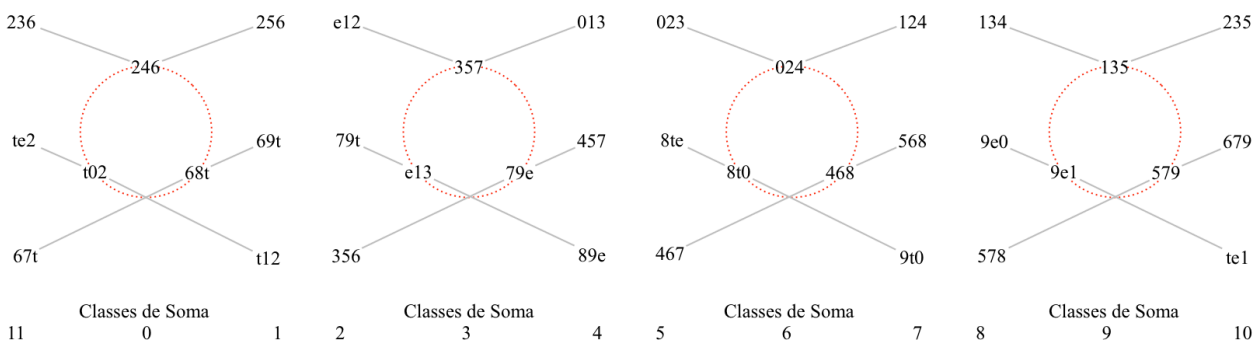 236 256 e12 013 023 124 134 235
246 357 024 135
te2 69t 79t 457 8te 568 9e0 679
t02 68t e13 79e 8t0 468 9e1 579
67t t12 356 89e 467 9t0 578 te1
Classes de Soma Classes de Soma Classes de Soma Classes de Soma
11 0 1 2 3 4 5 6 7 8 9 10